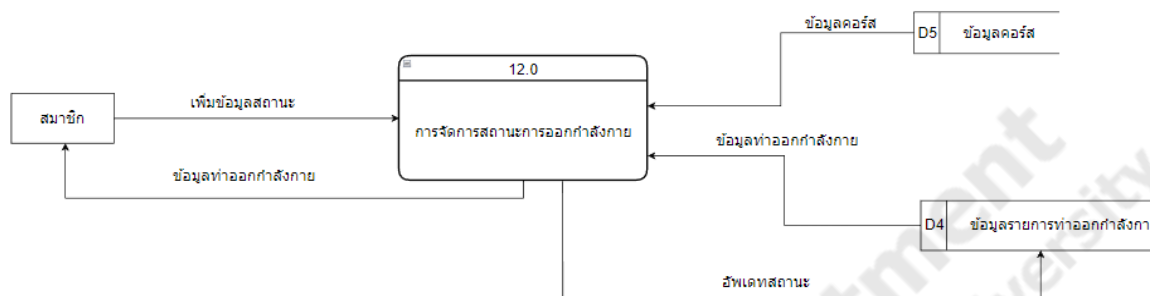 ข้อมูลคอร์ส
D5 ข้อมูลคอร์ส
12.0
เพิ่มข้อมูลสถานะ
สมาชิก
การจัดการสถานะการออกกำลังกาย
ข้อมูลท่าออกกำลังกาย
ข้อมูลท่าออกกำลังกาย
D4 ข้อมูลรายการท่าออกกำลังกา
อัพเดทสถานะ